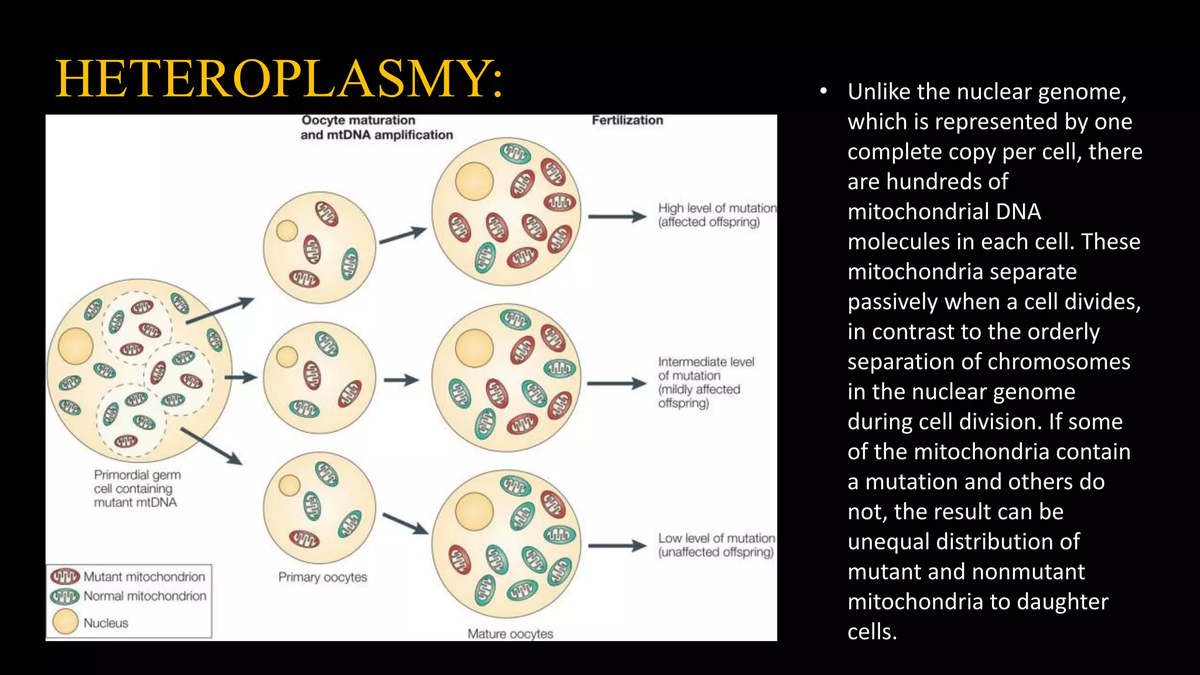 HETEROPLASMY:
Oocyte maturation
and mtDNA amplification
Fertilization
High level of mutation
(affected offspring)
Intermediate level
of mutation
(mildly affected
offspring)
Low level of mutation
(unaffected offspring)
Primordial germ
cell containing
mutant mtDNA
Primary oocytes
Mature oocytes
Mutant mitochondrion
Normal mitochondrion
Nucleus
• Unlike the nuclear genome,
which is represented by one
complete copy per cell, there
are hundreds of
mitochondrial DNA
molecules in each cell. These
mitochondria separate
passively when a cell divides,
in contrast to the orderly
separation of chromosomes
in the nuclear genome
during cell division. If some
of the mitochondria contain
a mutation and others do
not, the result can be
unequal distribution of
mutant and nonmutant
mitochondria to daughter
cells.